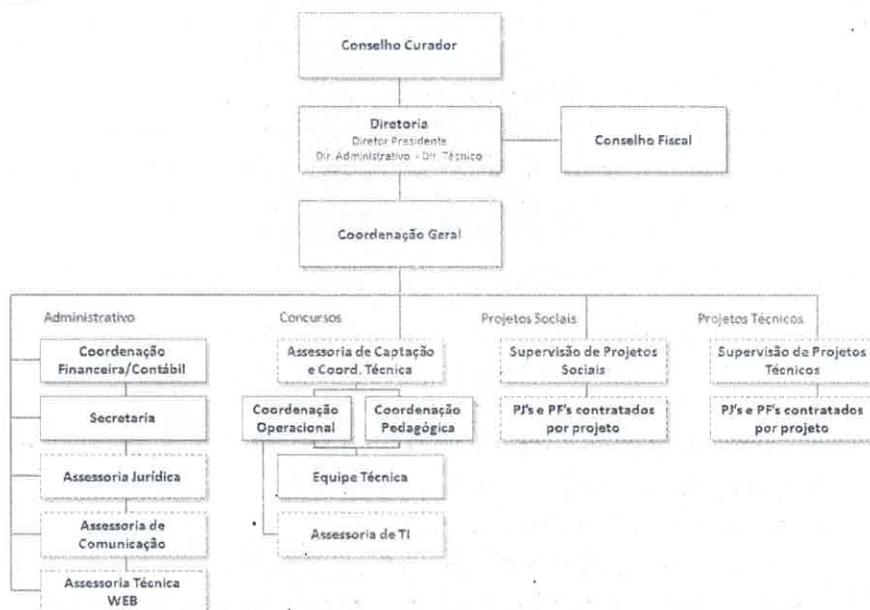 Conselho Curador
Diretoria
Diretor Presidente
Dir. Administrativo - Dir. Técnico
Conselho Fiscal
Coordenação Geral
Administrativo
Coordenação
Financeira/Contábil
Secretaria
Assessoria Jurídica
Assessoria de
Comunicação
Assessoria Técnica
WEB
Concursos
Assessoria de Captação
e Coord. Técnica
Coordenação
Operacional
Coordenação
Pedagógica
Equipe Técnica
Assessoria de TI
Projetos Sociais
Supervisão de Projetos
Sociais
PJ's e PF's contratados
por projeto
Projetos Técnicos
Supervisão de Projetos
Técnicos
PJ's e PF's contratados
por projeto